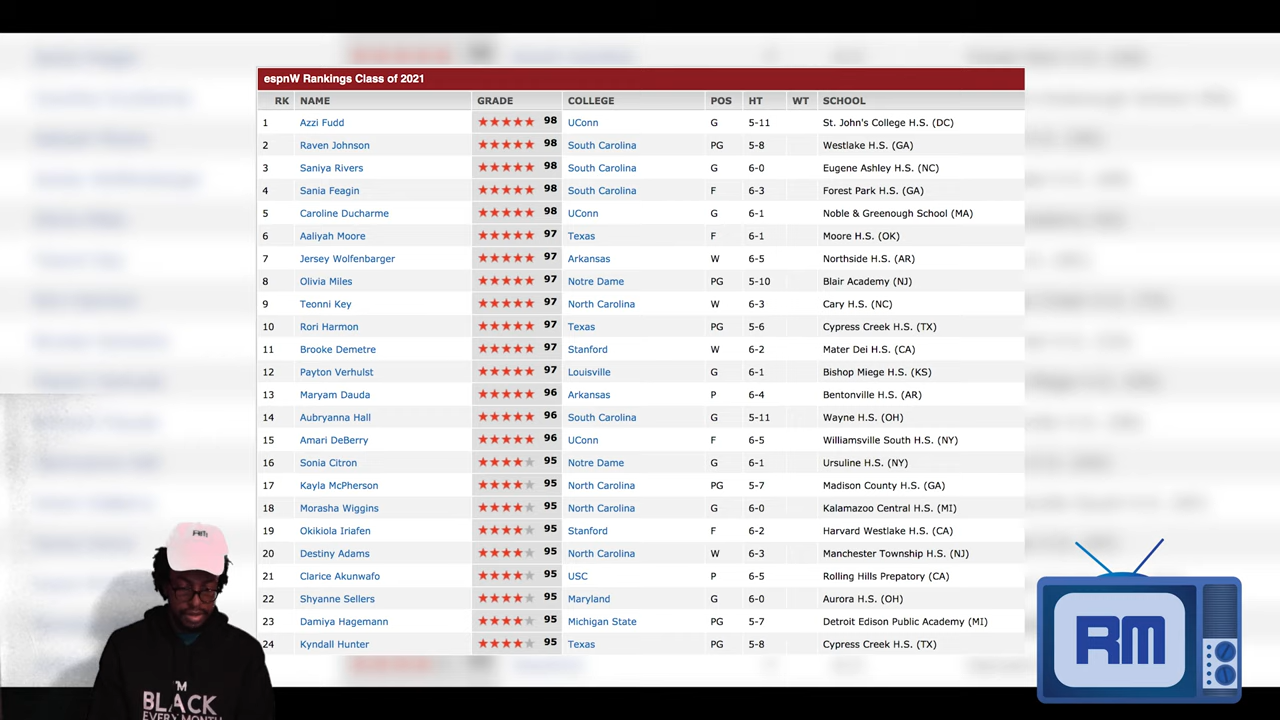 espnW Rankings Class of 2021
RK NAME GRADE COLLEGE POS HT WT SCHOOL
1 Azzi Fudd 98 UConn G 5-11 St. John's College H.S. (DC)
2 Raven Johnson 98 South Carolina PG 5-8 Westlake H.S. (GA)
3 Saniya Rivers 98 South Carolina G 6-0 Eugene Ashley H.S. (NC)
4 Sania Feagin 98 South Carolina F 6-3 Forest Park H.S. (GA)
5 Caroline Ducharme 98 UConn G 6-1 Noble & Greenough School (MA)
6 Aaliyah Moore 97 Texas F 6-1 Moore H.S. (OK)
7 Jersey Wolfenbarger 97 Arkansas W 6-5 Northside H.S. (AR)
8 Olivia Miles 97 Notre Dame PG 5-10 Blair Academy (NJ)
9 Teonni Key 97 North Carolina W 6-3 Cary H.S. (NC)
10 Rori Harmon 97 Texas PG 5-6 Cypress Creek H.S. (TX)
11 Brooke Demetre 97 Stanford W 6-2 Mater Dei H.S. (CA)
12 Payton Verhulst 97 Louisville G 6-1 Bishop Miege H.S. (KS)
13 Maryam Dauda 96 Arkansas P 6-4 Bentonville H.S. (AR)
14 Aubryanna Hall 96 South Carolina G 5-11 Wayne H.S. (OH)
15 Amari DeBerry 96 UConn F 6-5 Williamsville South H.S. (NY)
16 Sonia Citron 95 Notre Dame G 6-1 Ursuline H.S. (NY)
17 Kayla McPherson 95 North Carolina PG 5-7 Madison County H.S. (GA)
18 Morasha Wiggins 95 North Carolina G 6-0 Kalamazoo Central H.S. (MI)
19 Okikiola Iriafen 95 Stanford F 6-2 Harvard Westlake H.S. (CA)
20 Destiny Adams 95 North Carolina W 6-3 Manchester Township H.S. (NJ)
21 Clarice Akunwafo 95 USC P 6-5 Rolling Hills Prepatory (CA)
22 Shyanne Sellers 95 Maryland G 6-0 Aurora H.S. (OH)
23 Damiya Hagemann 95 Michigan State PG 5-7 Detroit Edison Public Academy (MI)
24 Kyndall Hunter 95 Texas PG 5-8 Cypress Creek H.S. (TX)
RM
RM
I'M
BLACK
EVERY MONTH